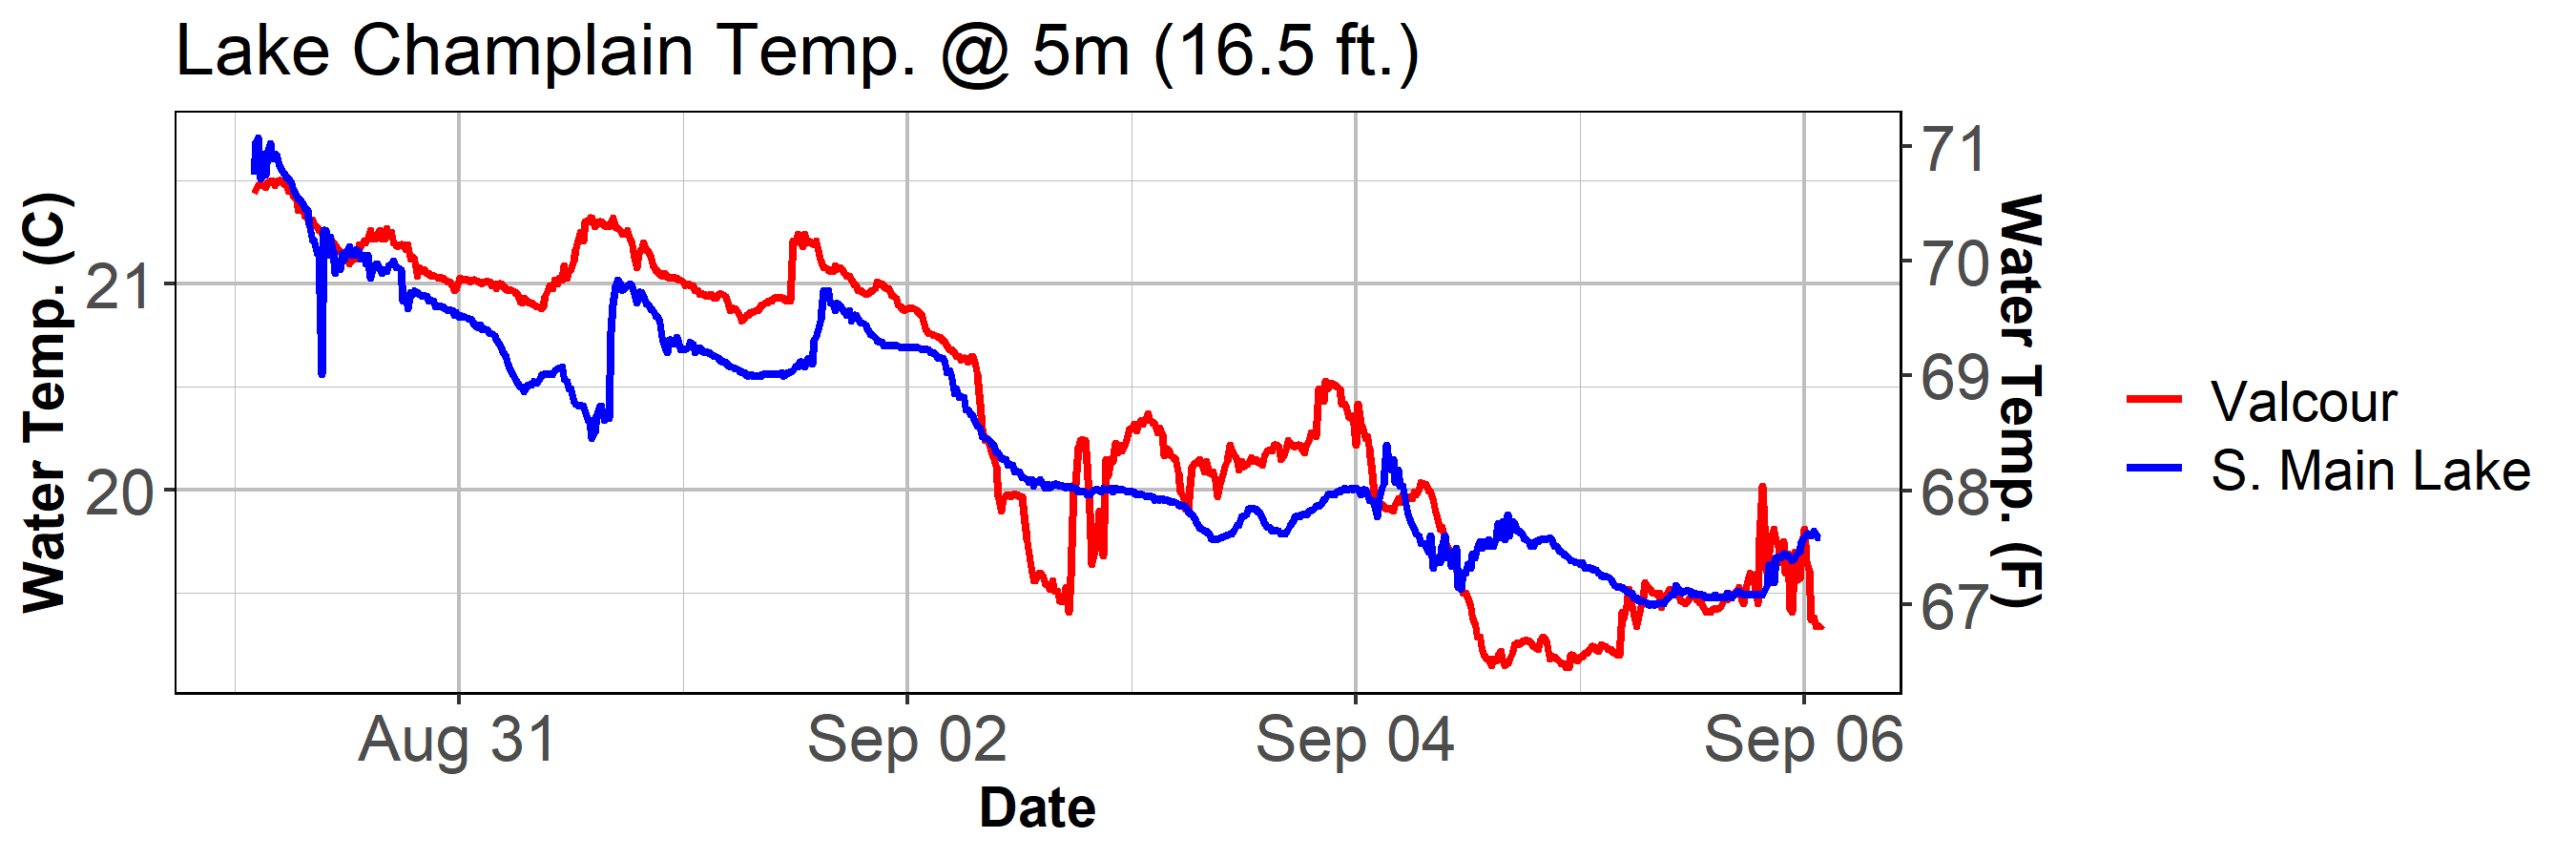 Lake Champlain Temp. @ 5m (16.5 ft.)
Water Temp. (C)
21
20
71
70
69
68
67
Water Temp. (F)
Aug 31
Sep 02
Sep 04
Sep 06
Date
Valcour
S. Main Lake